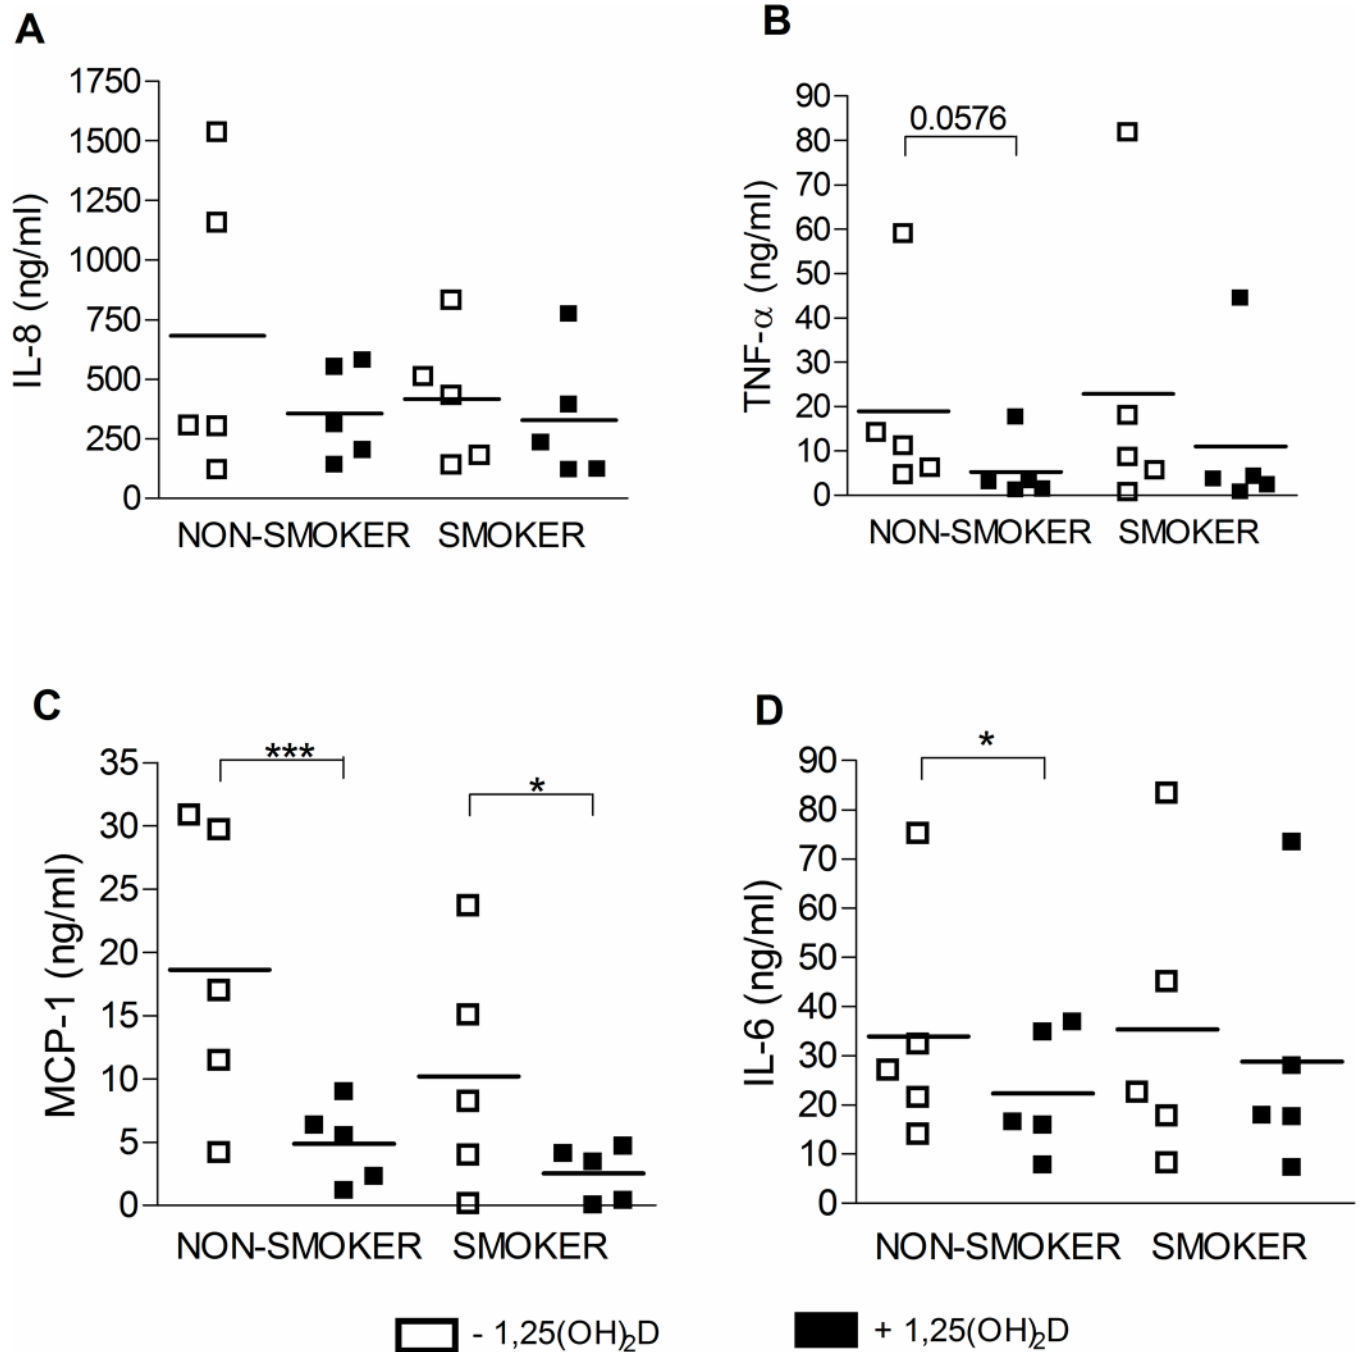 A
1750
1500
1250
1000
750
500
250
0
IL-8 (ng/ml)
NON-SMOKER SMOKER
B
90
80
70
60
50
40
30
20
10
0
TNF-α (ng/ml)
0.0576
NON-SMOKER SMOKER
C
35
30
25
20
15
10
5
0
MCP-1 (ng/ml)
***
*
NON-SMOKER SMOKER
D
90
80
70
60
50
40
30
20
10
0
IL-6 (ng/ml)
*
NON-SMOKER SMOKER
- 1,25(OH)₂D
+ 1,25(OH)₂D